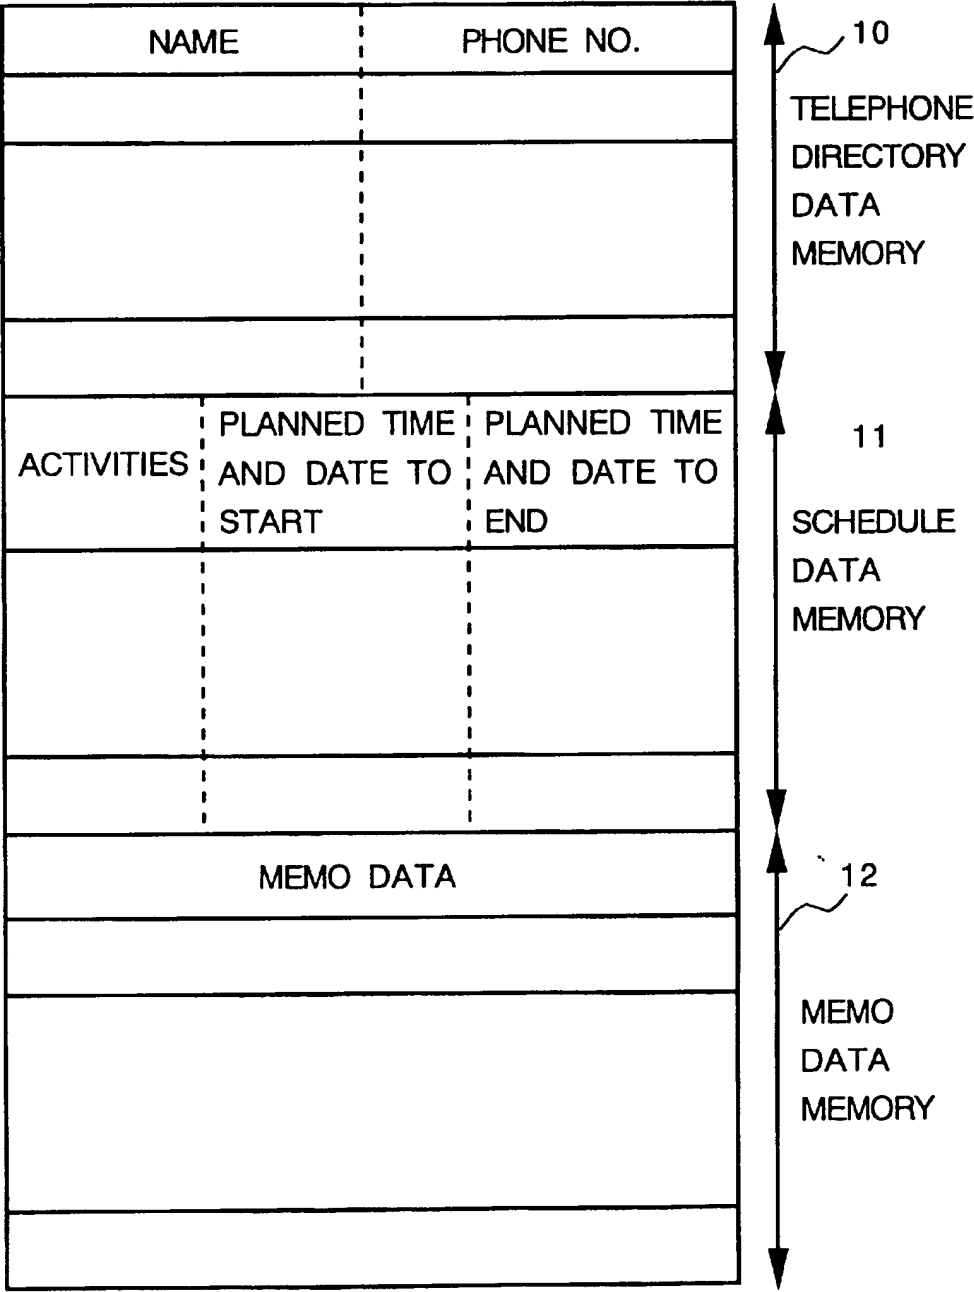 NAME
PHONE NO.
10
TELEPHONE
DIRECTORY
DATA
MEMORY
ACTIVITIES
PLANNED TIME
AND DATE TO
START
PLANNED TIME
AND DATE TO
END
11
SCHEDULE
DATA
MEMORY
MEMO DATA
12
MEMO
DATA
MEMORY